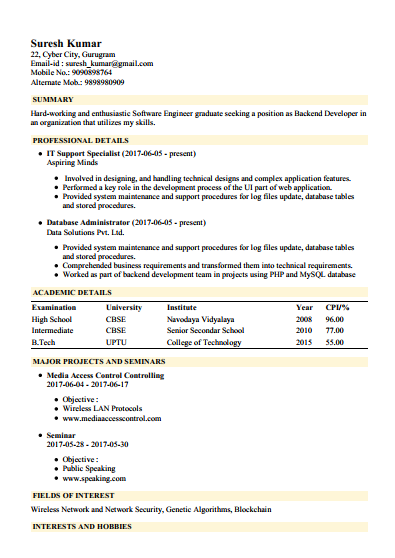 Suresh Kumar
22, Cyber City, Gurugram
Email-id : suresh_kumar@gmail.com
Mobile No.: 9090898764
Alternate Mob.: 9898980909
SUMMARY
Hard-working and enthusiastic Software Engineer graduate seeking a position as Backend Developer in
an organization that utilizes my skills.
PROFESSIONAL DETAILS
• IT Support Specialist (2017-06-05 - present)
Aspiring Minds
• Involved in designing, and handling technical designs and complex application features.
• Performed a key role in the development process of the UI part of web application.
• Provided system maintenance and support procedures for log files update, database tables
and stored procedures.
• Database Administrator (2017-06-05 - present)
Data Solutions Pvt. Ltd.
• Provided system maintenance and support procedures for log files update, database tables
and stored procedures.
• Comprehended business requirements and transformed them into technical requirements.
• Worked as part of backend development team in projects using PHP and MySQL database
ACADEMIC DETAILS
Examination University Institute Year CPI/%
High School CBSE Navodaya Vidyalaya 2008 96.00
Intermediate CBSE Senior Secondar School 2010 77.00
B.Tech UPTU College of Technology 2015 55.00
MAJOR PROJECTS AND SEMINARS
• Media Access Control Controlling
2017-06-04 - 2017-06-17
• Objective :
• Wireless LAN Protocols
• www.mediaaccesscontrol.com
• Seminar
2017-05-28 - 2017-05-30
• Objective :
• Public Speaking
• www.speaking.com
FIELDS OF INTEREST
Wireless Network and Network Security, Genetic Algorithms, Blockchain
INTERESTS AND HOBBIES